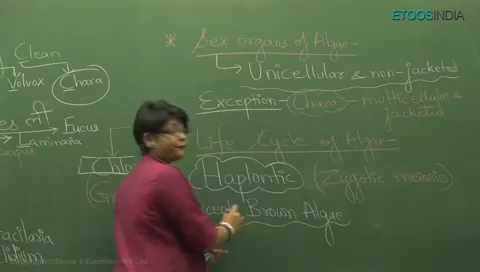 ETOOSINDIA
Clean
Volvox Chara
Fucus
Laminaria
* Sex organs of Algae-
Unicellular & non-jacketed
Exception- Chara- multicellular & jacketed
Life Cycle of Algae-
Haplontic (Zygotic meiosis)
Except Brown Algae